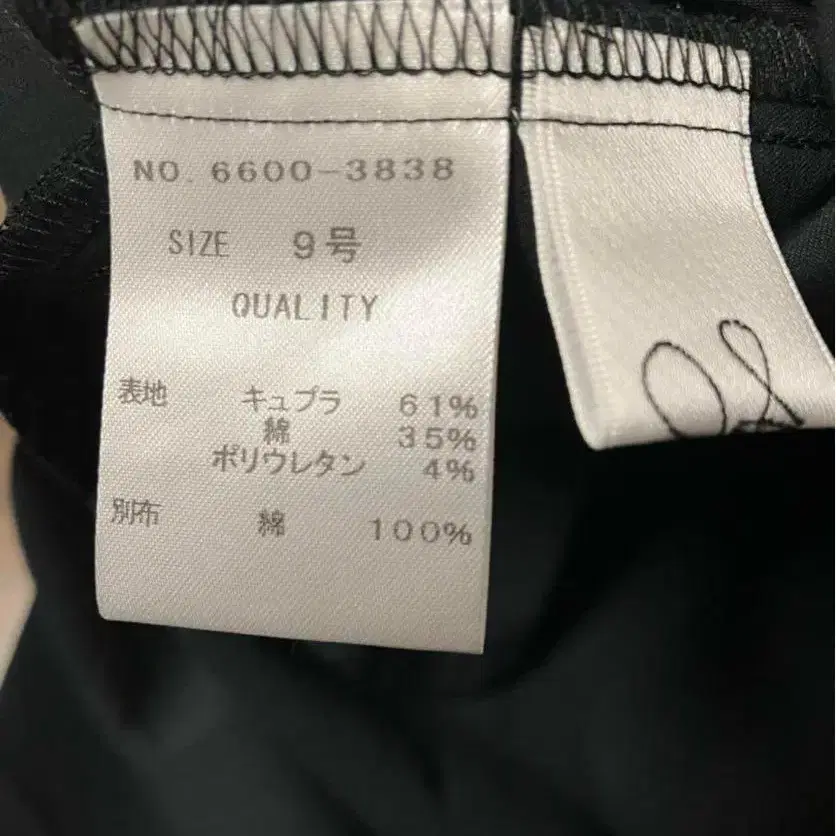 NO. 6600-3838
SIZE 9号
QUALITY
表地 キュプラ 61%
綿 35%
ポリウレタン 4%
別布 綿 100%